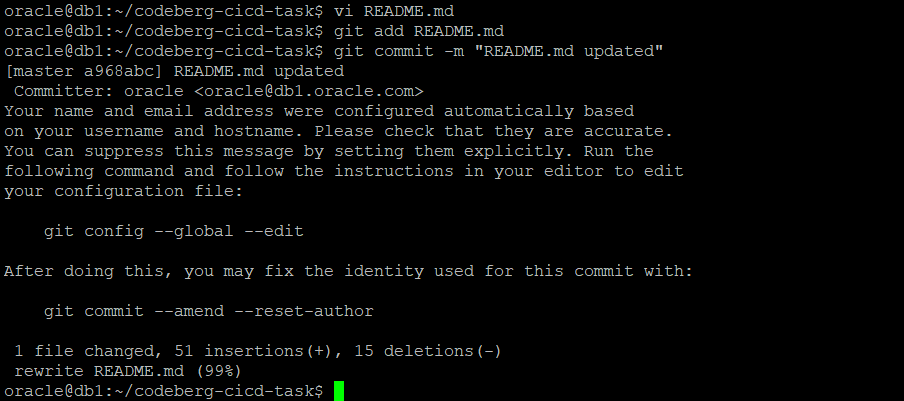 oracle@db1:~/codeberg-cicd-task$ vi README.md
oracle@db1:~/codeberg-cicd-task$ git add README.md
oracle@db1:~/codeberg-cicd-task$ git commit -m "README.md updated"
[master a968abc] README.md updated
 Committer: oracle <oracle@db1.oracle.com>
Your name and email address were configured automatically based
on your username and hostname. Please check that they are accurate.
You can suppress this message by setting them explicitly. Run the
following command and follow the instructions in your editor to edit
your configuration file:

    git config --global --edit

After doing this, you may fix the identity used for this commit with:

    git commit --amend --reset-author

 1 file changed, 51 insertions(+), 15 deletions(-)
 rewrite README.md (99%)
oracle@db1:~/codeberg-cicd-task$